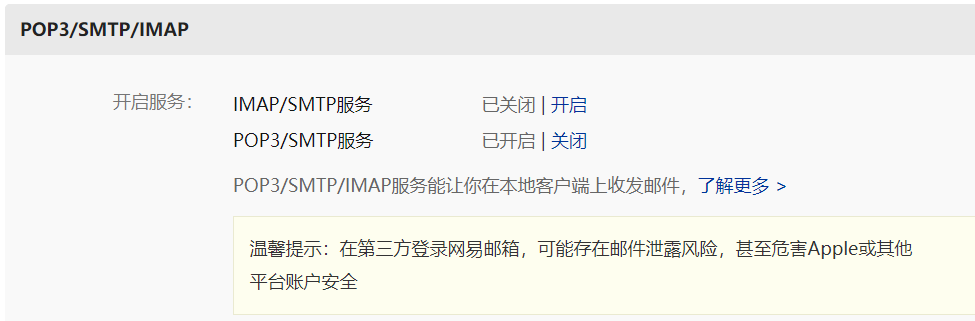 POP3/SMTP/IMAP
开启服务： IMAP/SMTP服务 已关闭 | 开启
POP3/SMTP服务 已开启 | 关闭
POP3/SMTP/IMAP服务能让你在本地客户端上收发邮件，了解更多 >
温馨提示：在第三方登录网易邮箱，可能存在邮件泄露风险，甚至危害Apple或其他
平台账户安全